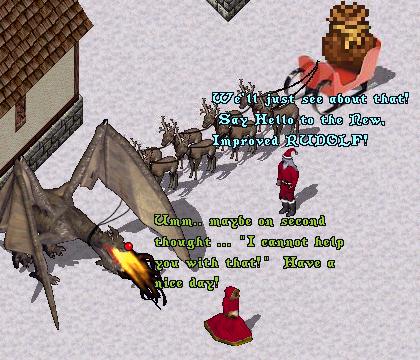 We'll just see about that!
Say Hello to the New,
Improved RUDOLF!
Umm.. maybe on second
thought ... "I cannot help
you with that!" Have a
nice day!